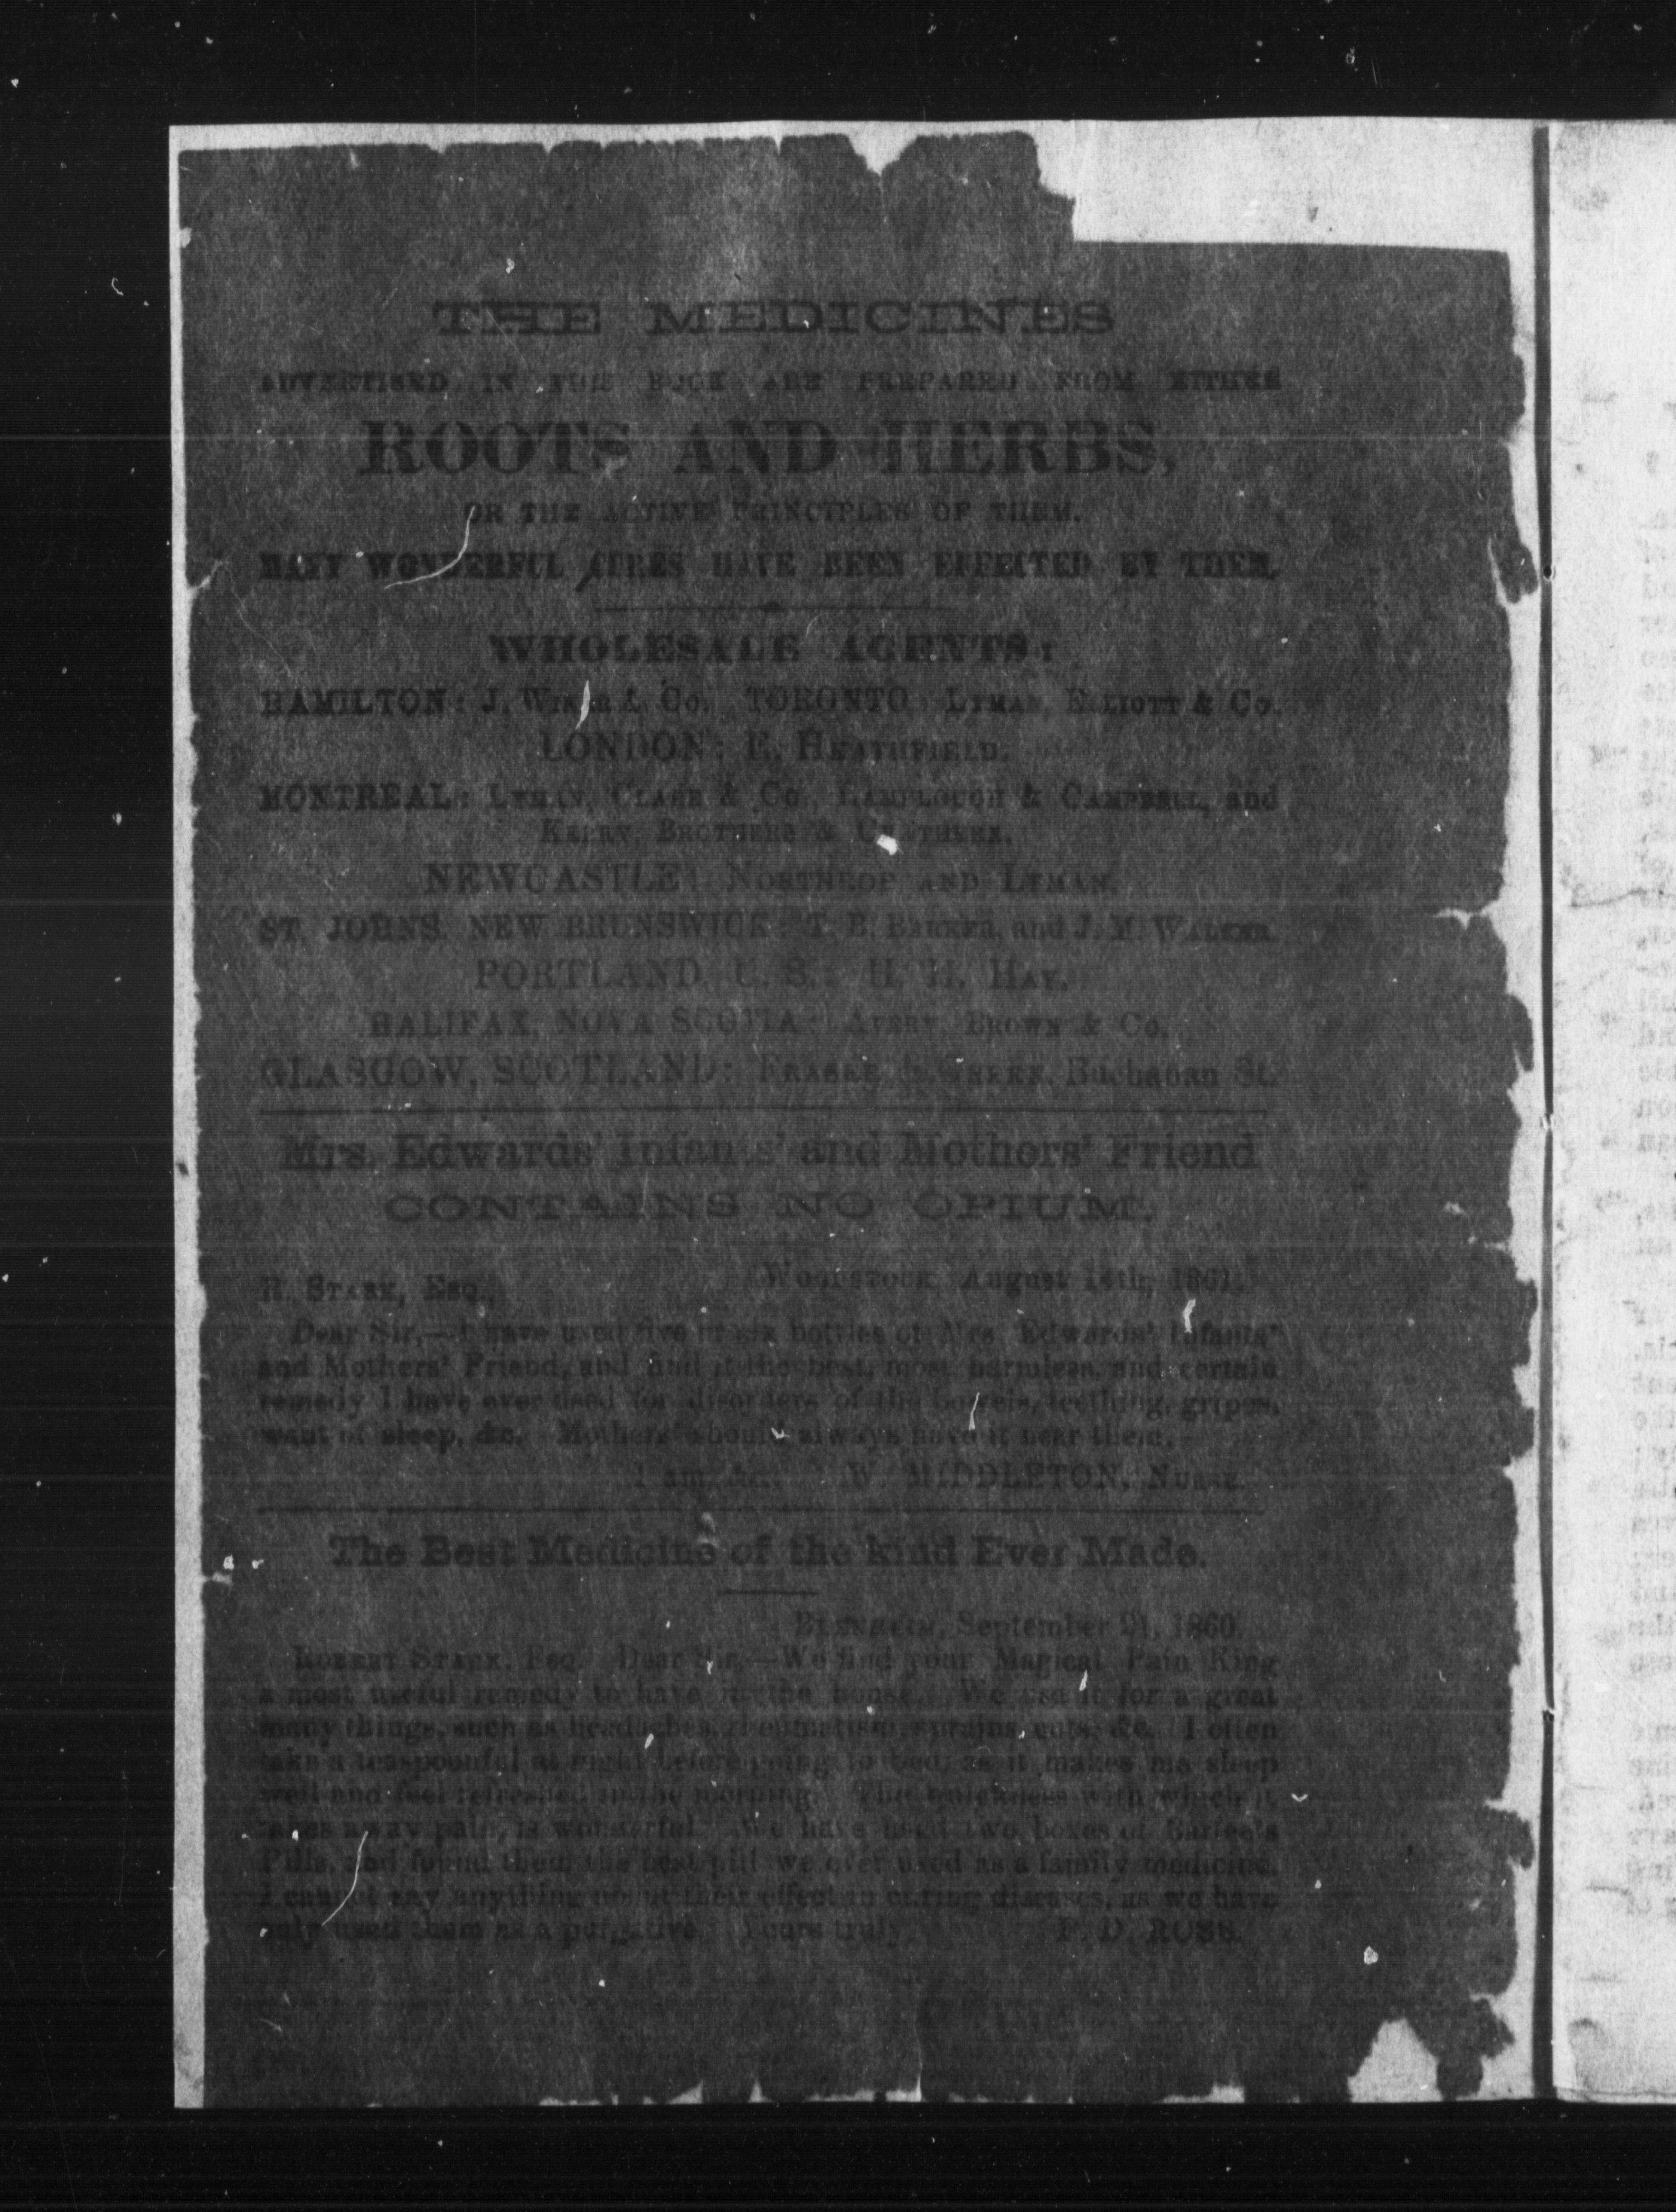 THE MEDICINES
ADVERTISED IN THIS BOOK ARE PREPARED FROM EITHER
ROOTS AND HERBS,
OR THE ACTIVE PRINCIPLES OF THEM.
MANY WONDERFUL CURES HAVE BEEN EFFECTED BY THEM.
WHOLESALE AGENTS:
HAMILTON: J. Winer & Co. TORONTO: Lyman, Elliott & Co.
LONDON: E. Heathfield.
MONTREAL: Lyman, Clare & Co., Lamplough & Campbell, and
Kerry, Brothers & Crathern.
NEWCASTLE: Northrop and Lyman.
ST. JOHNS, NEW BRUNSWICK: T. B. Barker, and J. M. Walker.
PORTLAND, U. S.: H. H. Hay.
HALIFAX, NOVA SCOTIA: Avery, Brown & Co.
GLASGOW, SCOTLAND: Fraser & Green, Buchanan St.
Mrs. Edwards' Infants' and Mothers' Friend
CONTAINS NO OPIUM.
Woodstock, August 14th, 1861.
R. Stark, Esq.,
Dear Sir,—I have used five or six bottles of Mrs. Edwards' Infants'
and Mothers' Friend, and find it the best, most harmless, and certain
remedy I have ever used for disorders of the bowels, teething, gripes,
want of sleep, &c. Mothers should always have it near them.
I am, &c., W. MIDDLETON, Nurse.
The Best Medicine of the kind Ever Made.
Blenheim, September 21, 1860.
Robert Stark, Esq. Dear Sir,—We find your Magical Pain King
a most useful remedy to have in the house. We use it for a great
many things, such as headaches, rheumatism, sprains, cuts, &c. I often
take a teaspoonful at night before going to bed, as it makes me sleep
well and feel refreshed in the morning. The quickness with which it
takes away pain, is wonderful. We have used two boxes of
Pills, and found them the best pill we ever used as a family medicine.
I cannot say anything about their effect in curing diseases, as we have
only used them as a purgative. Yours truly, F. D. ROSS.